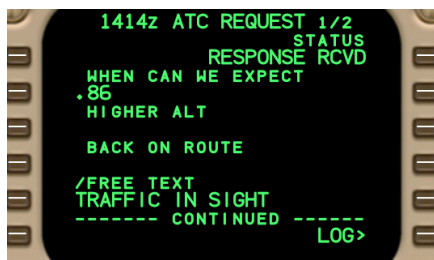 1414z ATC REQUEST 1/2
STATUS
RESPONSE RCVD
WHEN CAN WE EXPECT
.86
HIGHER ALT
BACK ON ROUTE
/FREE TEXT
TRAFFIC IN SIGHT
------- CONTINUED ------
LOG>